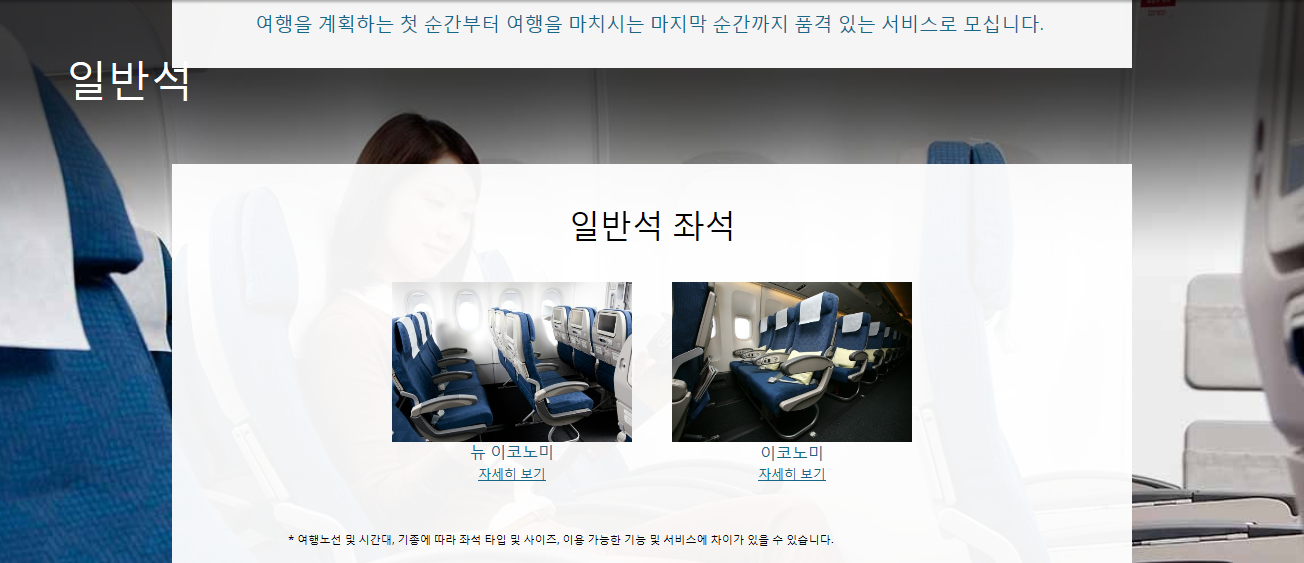 여행을 계획하는 첫 순간부터 여행을 마치시는 마지막 순간까지 품격 있는 서비스로 모십니다.
일반석
일반석 좌석
뉴 이코노미
이코노미
자세히 보기
자세히 보기
* 여행노선 및 시간대, 기종에 따라 좌석 타입 및 사이즈, 이용 가능한 기능 및 서비스에 차이가 있을 수 있습니다.